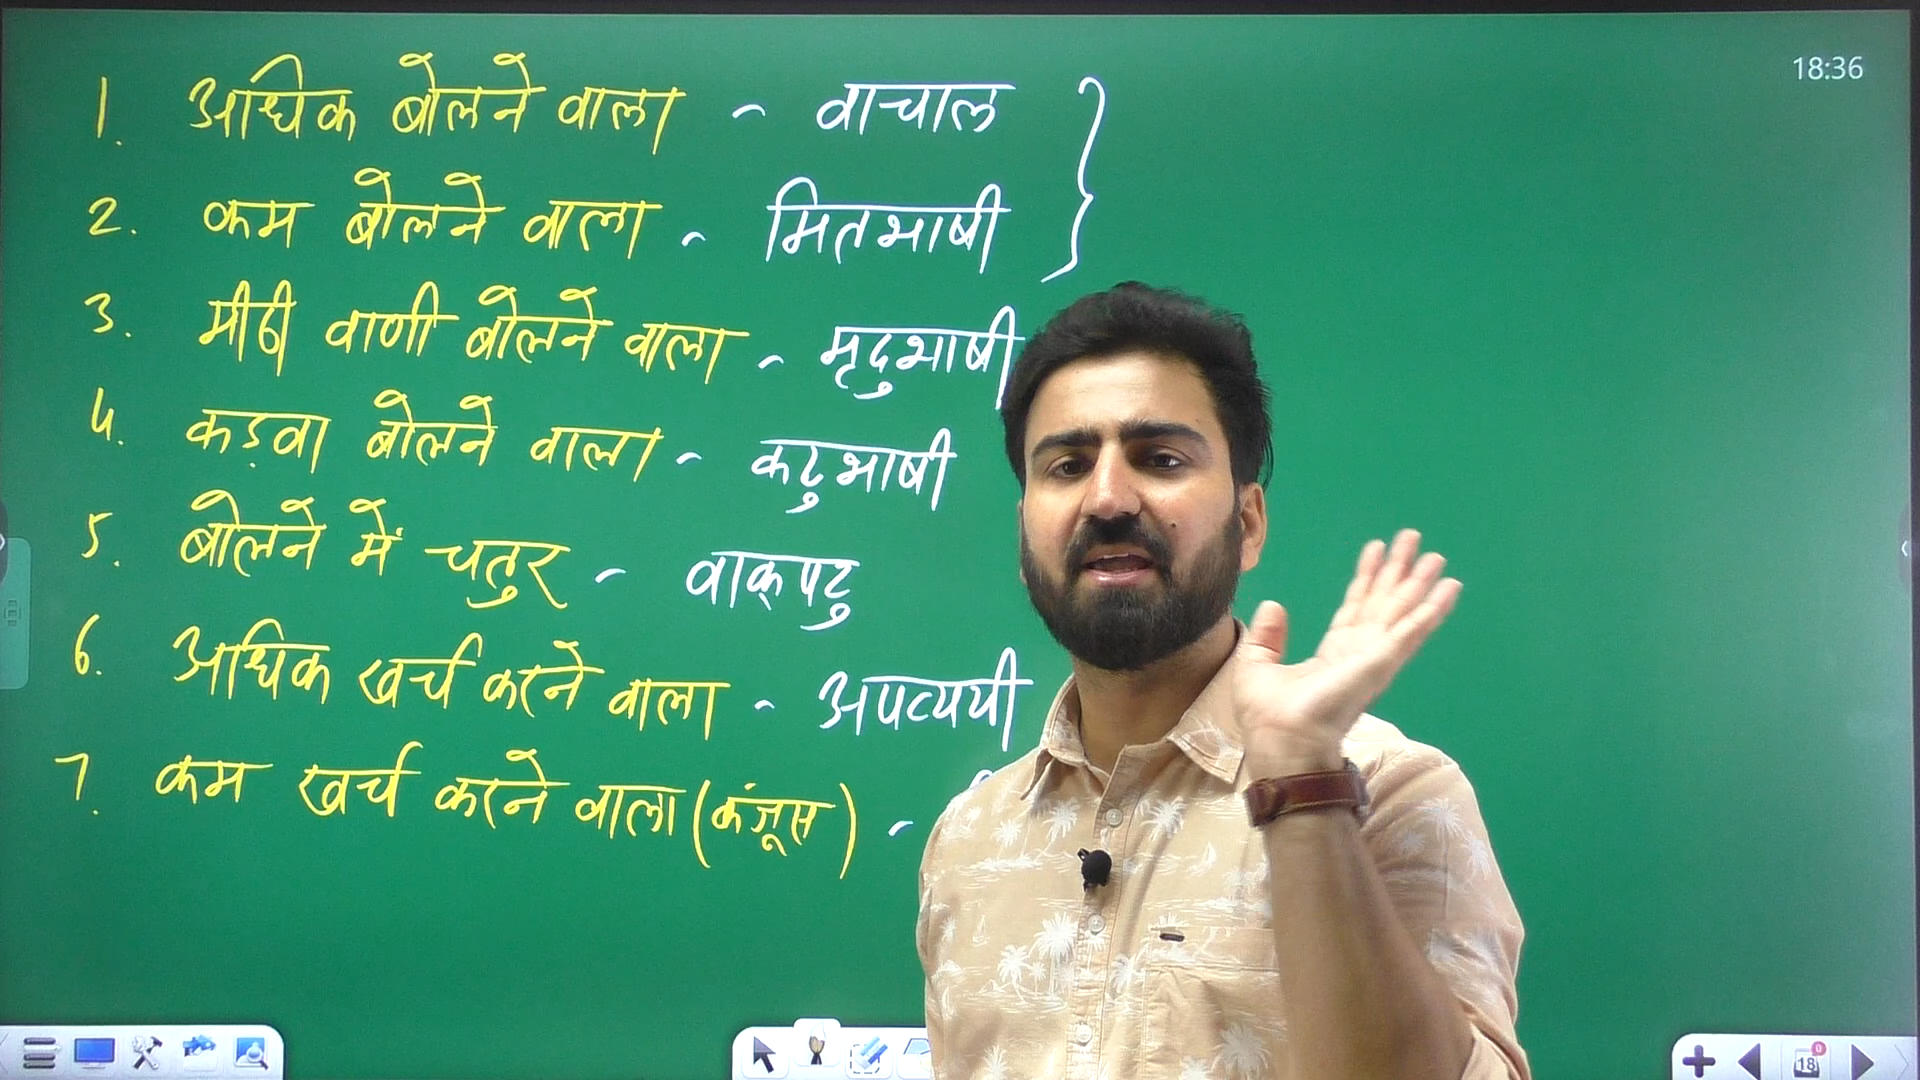 18:36
1. अधिक बोलने वाला - वाचाल
2. कम बोलने वाला - मितभाषी
3. मीठी वाणी बोलने वाला - मृदुभाषी
4. कड़वा बोलने वाला - कटुभाषी
5. बोलने में चतुर - वाक्पटु
6. अधिक खर्च करने वाला - अपव्ययी
7. कम खर्च करने वाला (कंजूस) -
18